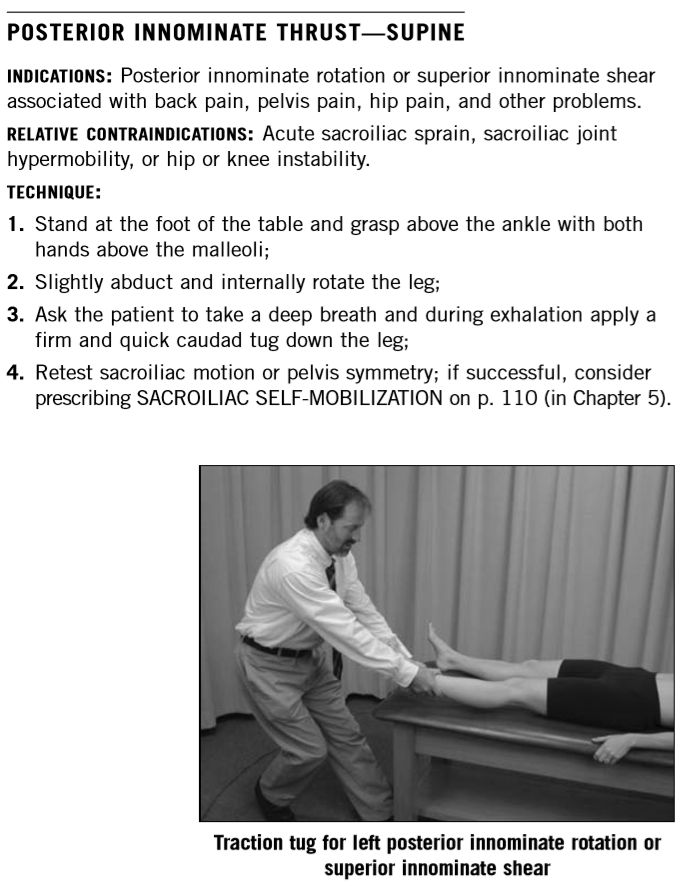 POSTERIOR INNOMINATE THRUST—SUPINE
INDICATIONS: Posterior innominate rotation or superior innominate shear
associated with back pain, pelvis pain, hip pain, and other problems.
RELATIVE CONTRAINDICATIONS: Acute sacroiliac sprain, sacroiliac joint
hypermobility, or hip or knee instability.
TECHNIQUE:
1. Stand at the foot of the table and grasp above the ankle with both
hands above the malleoli;
2. Slightly abduct and internally rotate the leg;
3. Ask the patient to take a deep breath and during exhalation apply a
firm and quick caudad tug down the leg;
4. Retest sacroiliac motion or pelvis symmetry; if successful, consider
prescribing SACROILIAC SELF-MOBILIZATION on p. 110 (in Chapter 5).
Traction tug for left posterior innominate rotation or
superior innominate shear